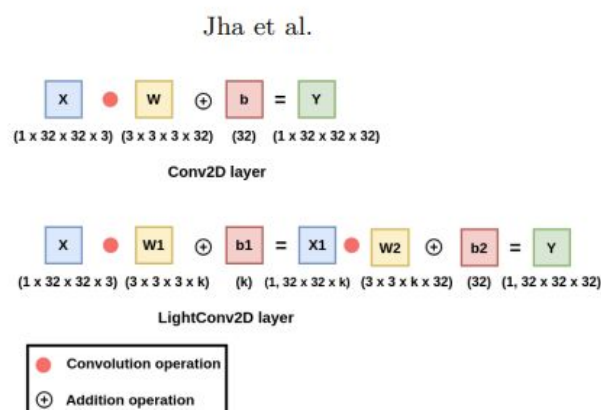 Jha et al.
X W ⊕ b = Y
(1 x 32 x 32 x 3) (3 x 3 x 3 x 32) (32) (1 x 32 x 32 x 32)
Conv2D layer
X W1 ⊕ b1 = X1 W2 ⊕ b2 = Y
(1 x 32 x 32 x 3) (3 x 3 x 3 x k) (k) (1, 32 x 32 x k) (3 x 3 x k x 32) (32) (1, 32 x 32 x 32)
LightConv2D layer
Convolution operation
⊕ Addition operation